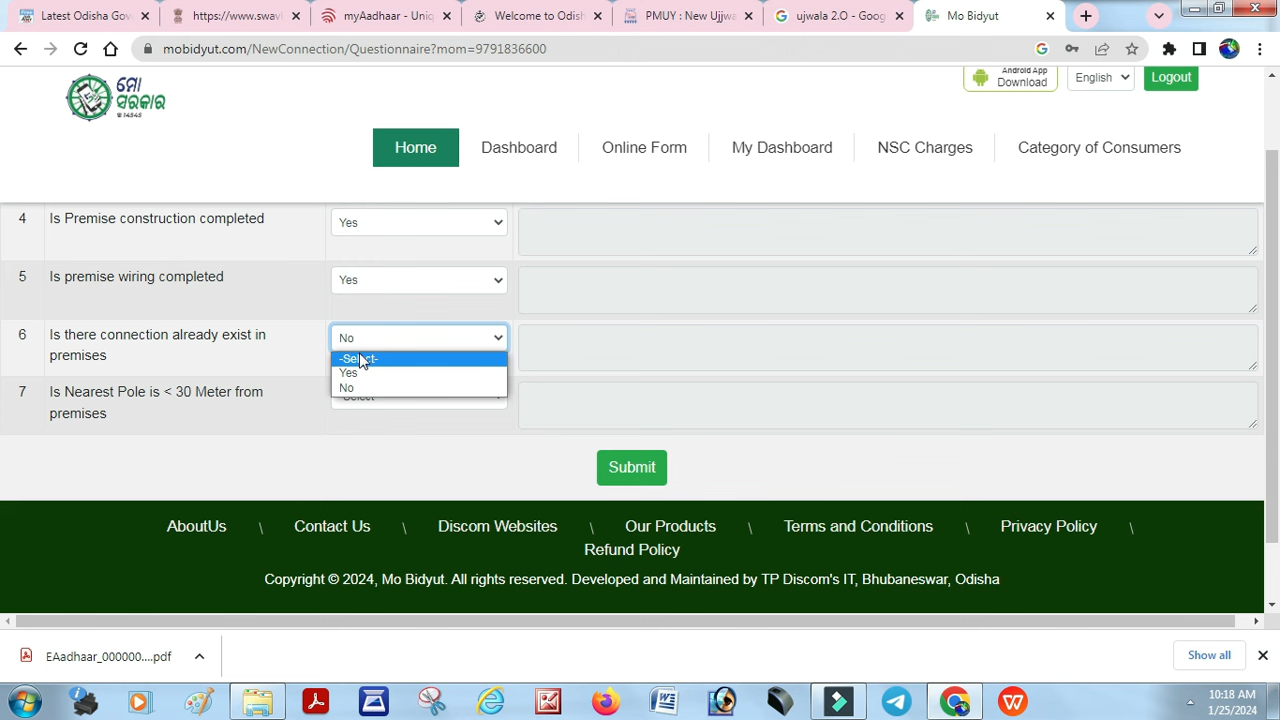 Latest Odisha Gov
https://www.swav
myAadhaar - Uniq
Welcome to Grish
PMUY : New Ujjwa
ujwala 2.O - Goog
Mo Bidyut
mobidyut.com/NewConnection/Questionnaire?mom=9791839600
ମୋ
ସରକାର
Android App
Download
English
Logout
Home
Dashboard
Online Form
My Dashboard
NSC Charges
Category of Consumers
4 Is Premise construction completed Yes
5 Is premise wiring completed Yes
6 Is there connection already exist in
premises
No
-Select-
Yes
No
7 Is Nearest Pole is < 30 Meter from
premises
-Select-
Submit
AboutUs \ Contact Us \ Discom Websites \ Our Products \ Terms and Conditions \ Privacy Policy \
Refund Policy
Copyright © 2024, Mo Bidyut. All rights reserved. Developed and Maintained by TP Discom's IT, Bhubaneswar, Odisha
EAadhaar_000000....pdf
Show all
10:18 AM
1/25/2024